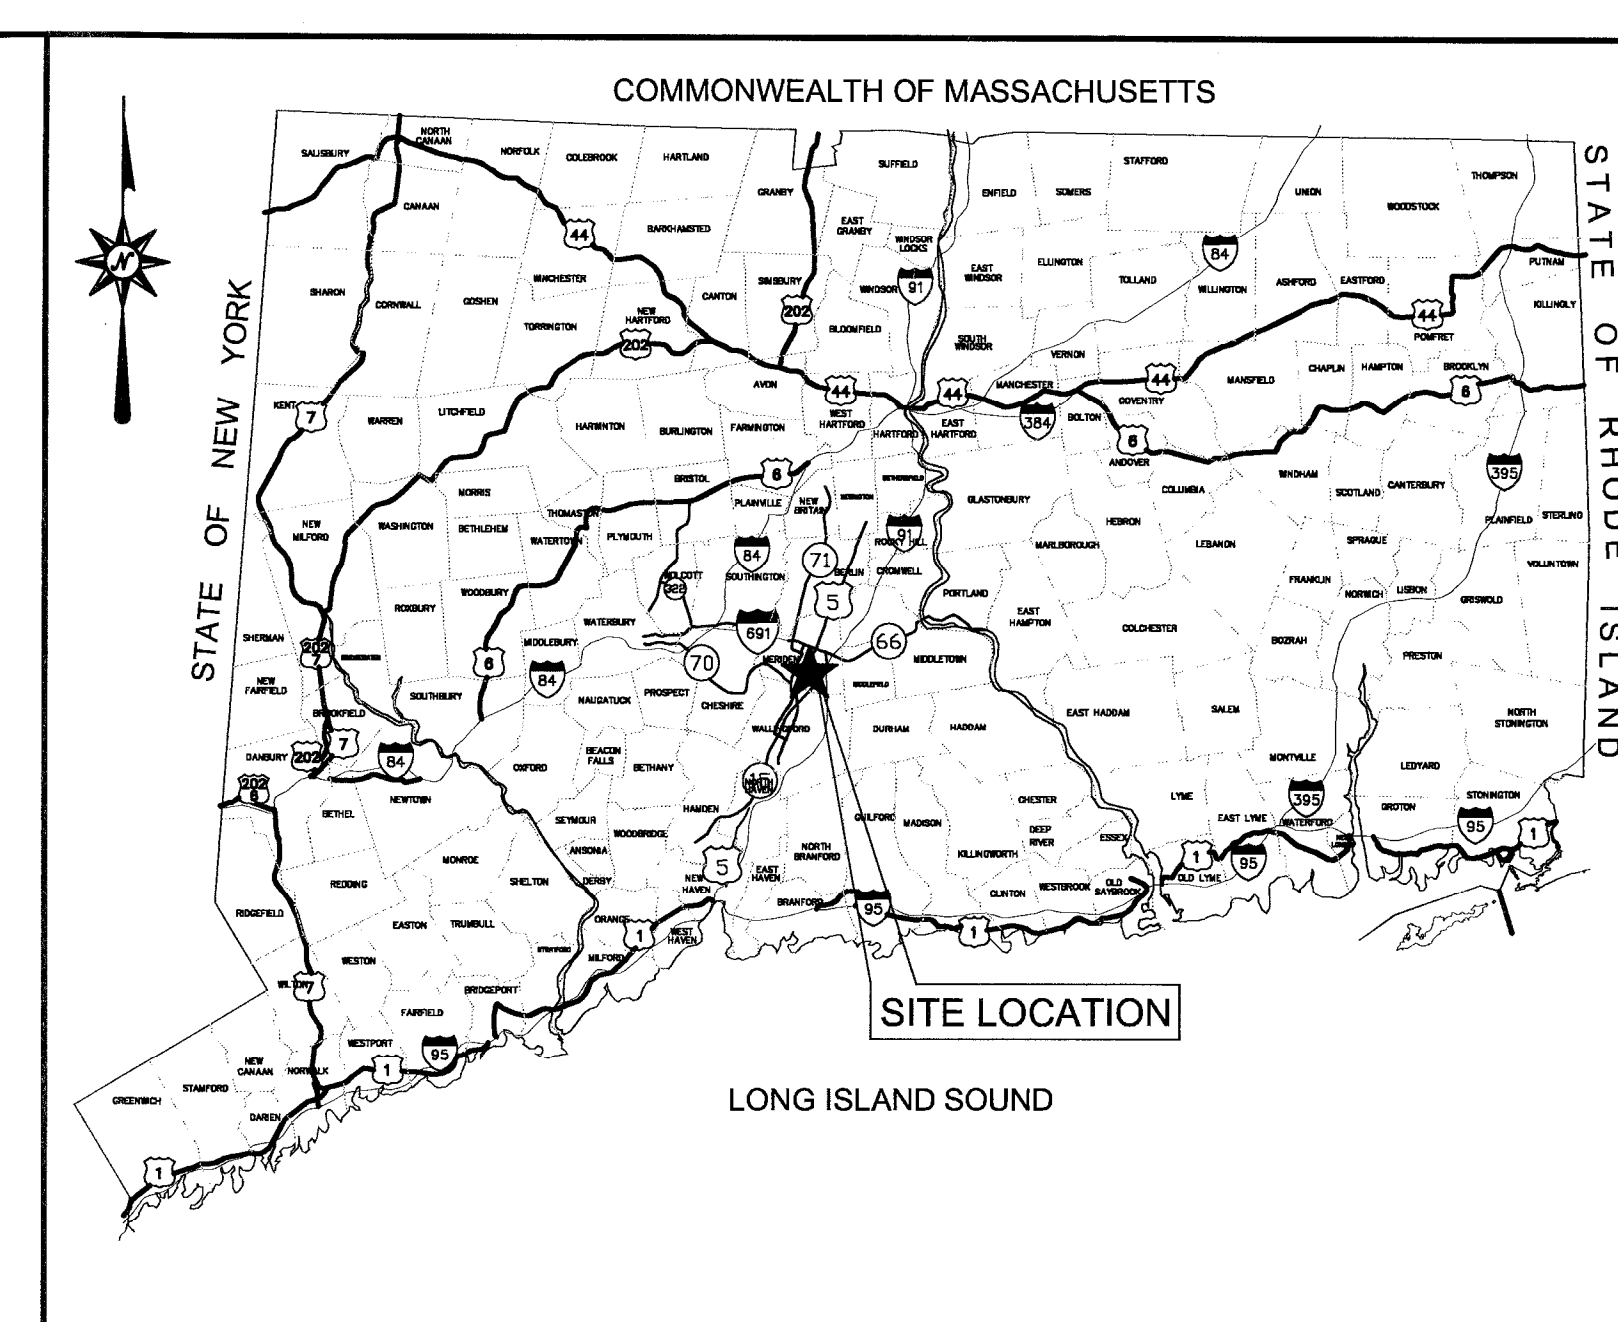 COMMONWEALTH OF MASSACHUSETTS
STATE OF NEW YORK
STATE OF RHODE ISLAND
N
SALISBURY
NORTH
CANAAN
NORFOLK
COLEBROOK
HARTLAND
SUFFIELD
STAFFORD
THOMPSON
GRANBY
ENFIELD
SOMERS
UNION
WOODSTOCK
CANAAN
BARKHAMSTED
EAST
GRANBY
WINDSOR
LOCKS
44
84
PUTNAM
SHARON
CORNWALL
GOSHEN
WINCHESTER
TORRINGTON
NEW
HARTFORD
CANTON
SIMSBURY
202
WINDSOR
91
EAST
WINDSOR
ELLINGTON
TOLLAND
WILLINGTON
ASHFORD
EASTFORD
KILLINGLY
44
POMFRET
BLOOMFIELD
SOUTH
WINDSOR
VERNON
202
KENT
7
WARREN
LITCHFIELD
HARWINTON
BURLINGTON
AVON
FARMINGTON
44
WEST
HARTFORD
HARTFORD
44
EAST
HARTFORD
MANCHESTER
384
BOLTON
44
COVENTRY
6
ANDOVER
MANSFIELD
CHAPLIN
HAMPTON
BROOKLYN
6
MORRIS
BRISTOL
6
PLAINVILLE
NEW
BRITAIN
GLASTONBURY
COLUMBIA
WINDHAM
SCOTLAND
CANTERBURY
395
PLAINFIELD
STERLING
NEW
MILFORD
WASHINGTON
BETHLEHEM
THOMASTON
WATERTOWN
PLYMOUTH
84
SOUTHINGTON
71
BERLIN
91
ROCKY HILL
CROMWELL
MARLBOROUGH
HEBRON
LEBANON
SPRAGUE
VOLUNTOWN
FRANKLIN
NORWICH
LISBON
GRISWOLD
ROXBURY
WOODBURY
WOLCOTT
322
5
PORTLAND
EAST
HAMPTON
COLCHESTER
BOZRAH
PRESTON
SHERMAN
202
7
6
MIDDLEBURY
84
WATERBURY
691
70
MERIDEN
66
MIDDLETOWN
NEW
FAIRFIELD
BROOKFIELD
SOUTHBURY
NAUGATUCK
PROSPECT
CHESHIRE
WALLINGFORD
DURHAM
HADDAM
EAST HADDAM
SALEM
NORTH
STONINGTON
DANBURY
202
7
84
202
6
BETHEL
NEWTOWN
OXFORD
BEACON
FALLS
BETHANY
15
NORTH
HAVEN
HAMDEN
SEYMOUR
WOODBRIDGE
ANSONIA
GUILFORD
MADISON
CHESTER
DEEP
RIVER
ESSEX
LYME
MONTVILLE
395
LEDYARD
GROTON
STONINGTON
95
1
EAST LYME
WATERFORD
95
1
OLD LYME
REDDING
MONROE
SHELTON
DERBY
NEW
HAVEN
5
EAST
HAVEN
NORTH
BRANFORD
BRANFORD
95
KILLINGWORTH
CLINTON
WESTBROOK
OLD
SAYBROOK
1
RIDGEFIELD
EASTON
TRUMBULL
ORANGE
1
WEST
HAVEN
MILFORD
STRATFORD
WESTON
WILTON
7
BRIDGEPORT
FAIRFIELD
WESTPORT
95
1
NEW
CANAAN
NORWALK
STAMFORD
GREENWICH
DARIEN
1
SITE LOCATION
LONG ISLAND SOUND